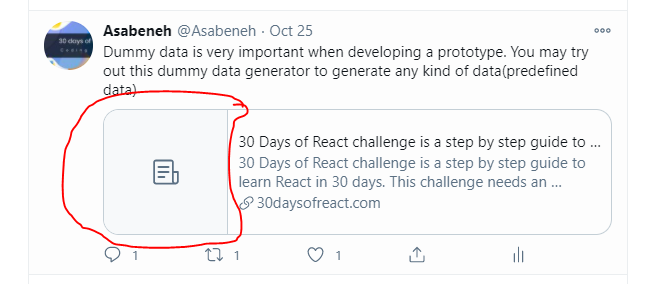 Asabeneh @Asabeneh · Oct 25
Dummy data is very important when developing a prototype. You may try
out this dummy data generator to generate any kind of data(predefined
data)
30 Days of React challenge is a step by step guide to ...
30 Days of React challenge is a step by step guide to
learn React in 30 days. This challenge needs an ...
30daysofreact.com
1 1 1
30 days of